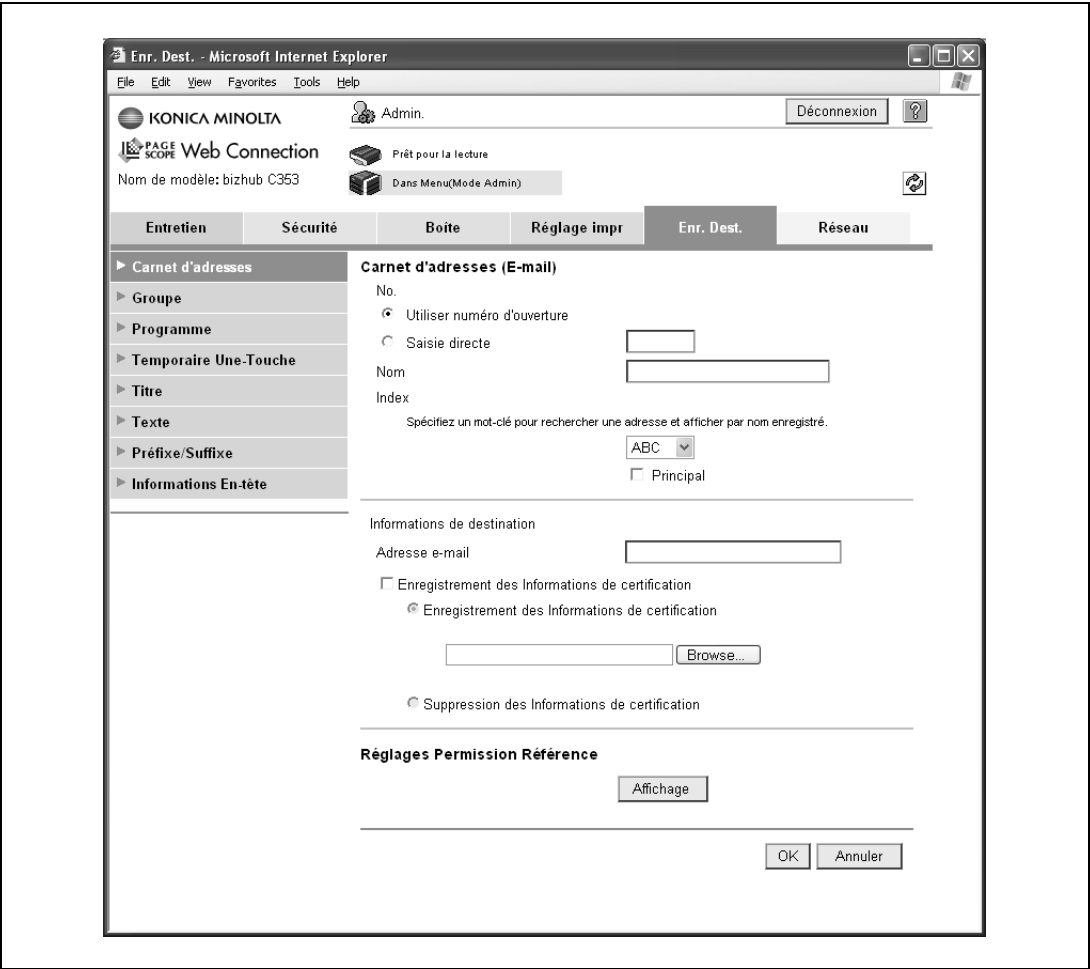 Enr. Dest. - Microsoft Internet Explorer
File Edit View Favorites Tools Help
KONICA MINOLTA
Admin.
Déconnexion
?
PAGE SCOPE Web Connection
Prêt pour la lecture
Nom de modèle: bizhub C353
Dans Menu(Mode Admin)
Entretien Sécurité Boîte Réglage impr Enr. Dest. Réseau
Carnet d'adresses
Groupe
Programme
Temporaire Une-Touche
Titre
Texte
Préfixe/Suffixe
Informations En-tête
Carnet d'adresses (E-mail)
No.
Utiliser numéro d'ouverture
Saisie directe
Nom
Index
Spécifiez un mot-clé pour rechercher une adresse et afficher par nom enregistré.
ABC
Principal
Informations de destination
Adresse e-mail
Enregistrement des Informations de certification
Enregistrement des Informations de certification
Browse...
Suppression des Informations de certification
Réglages Permission Référence
Affichage
OK Annuler